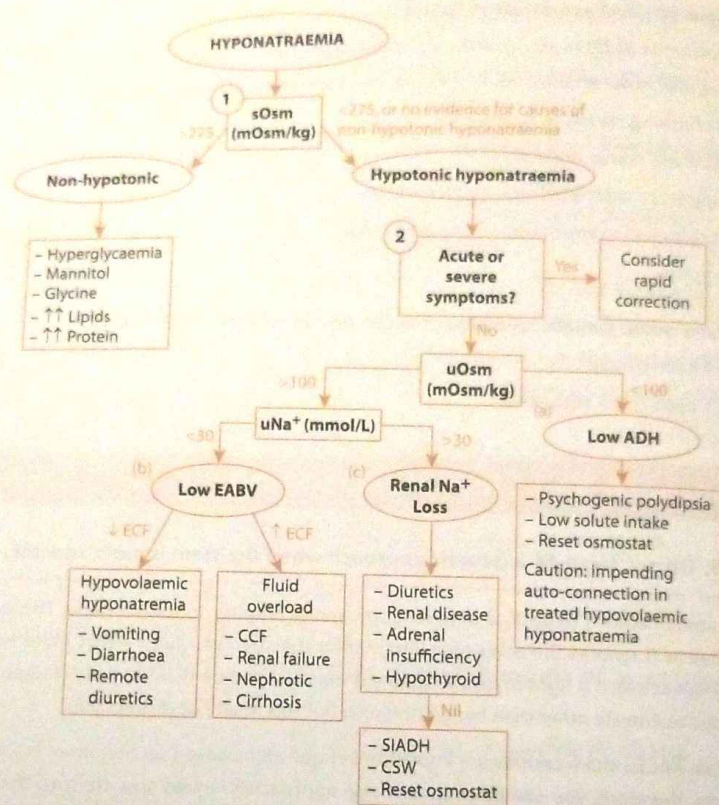 HYPONATRAEMIA
1
sOsm
(mOsm/kg)
>275
<275, or no evidence for causes of
non-hypotonic hyponatraemia
Non-hypotonic
Hypotonic hyponatraemia
– Hyperglycaemia
– Mannitol
– Glycine
– ↑↑ Lipids
– ↑↑ Protein
2
Acute or
severe
symptoms?
Yes
Consider
rapid
correction
No
uOsm
(mOsm/kg)
>100
<100
uNa⁺ (mmol/L)
<30
>30
(a)
Low ADH
(b)
Low EABV
(c)
Renal Na⁺
Loss
– Psychogenic polydipsia
– Low solute intake
– Reset osmostat
Caution: impending
auto-connection in
treated hypovolaemic
hyponatraemia
↓ ECF
↑ ECF
Hypovolaemic
hyponatremia
– Vomiting
– Diarrhoea
– Remote
diuretics
Fluid
overload
– CCF
– Renal failure
– Nephrotic
– Cirrhosis
– Diuretics
– Renal disease
– Adrenal
insufficiency
– Hypothyroid
Nil
– SIADH
– CSW
– Reset osmostat